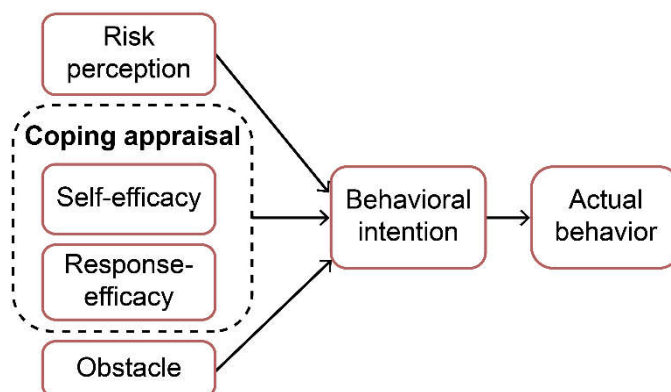 Risk
perception
Coping appraisal
Self-efficacy
Response-
efficacy
Obstacle
Behavioral
intention
Actual
behavior